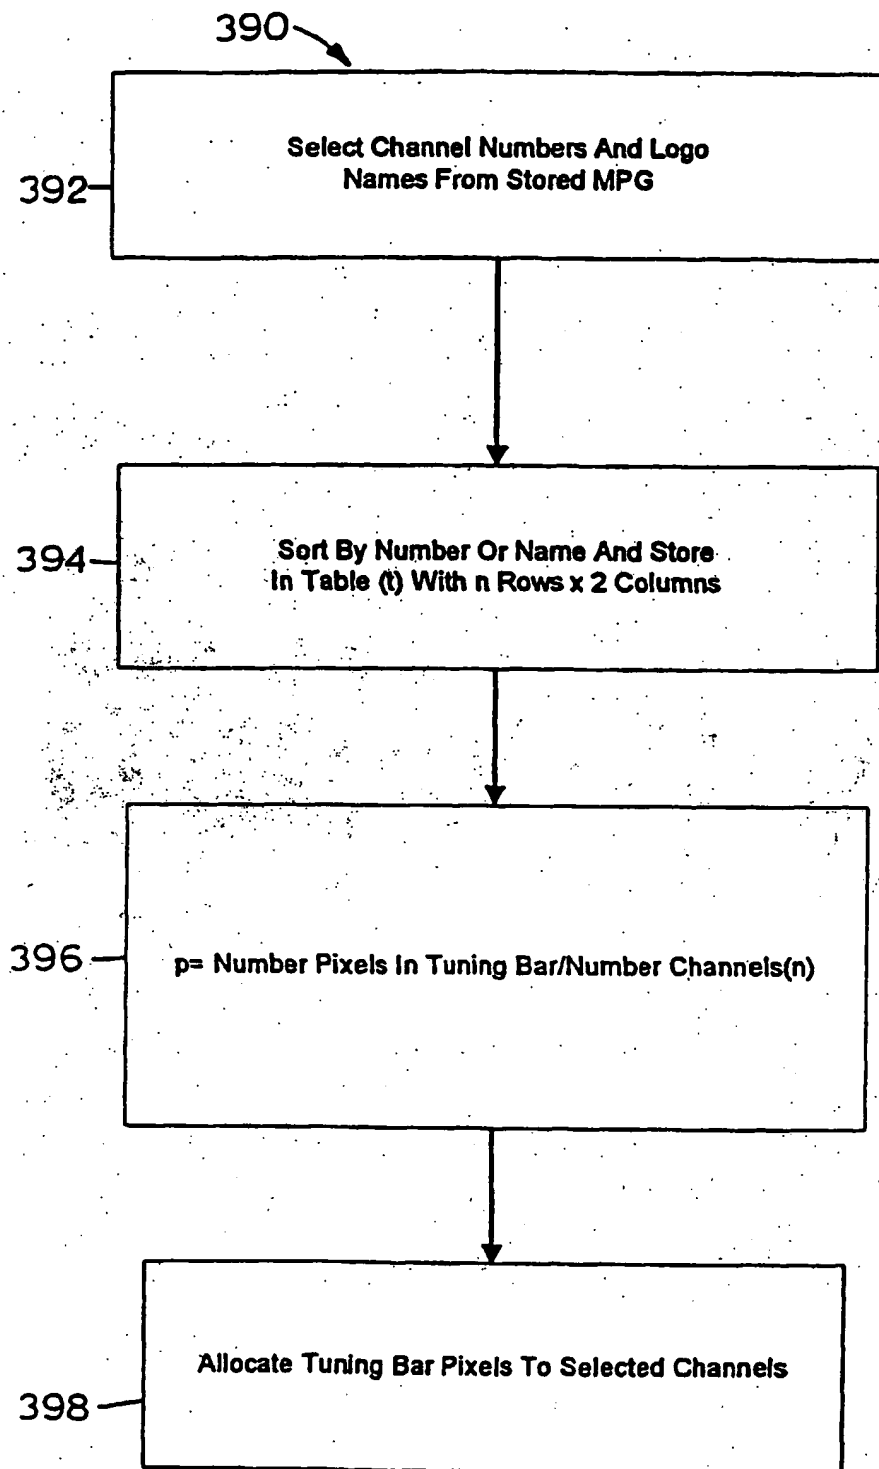 390
392
Select Channel Numbers And Logo
Names From Stored MPG
394
Sort By Number Or Name And Store
In Table (t) With n Rows x 2 Columns
396
p= Number Pixels In Tuning Bar/Number Channels(n)
Allocate Tuning Bar Pixels To Selected Channels
398